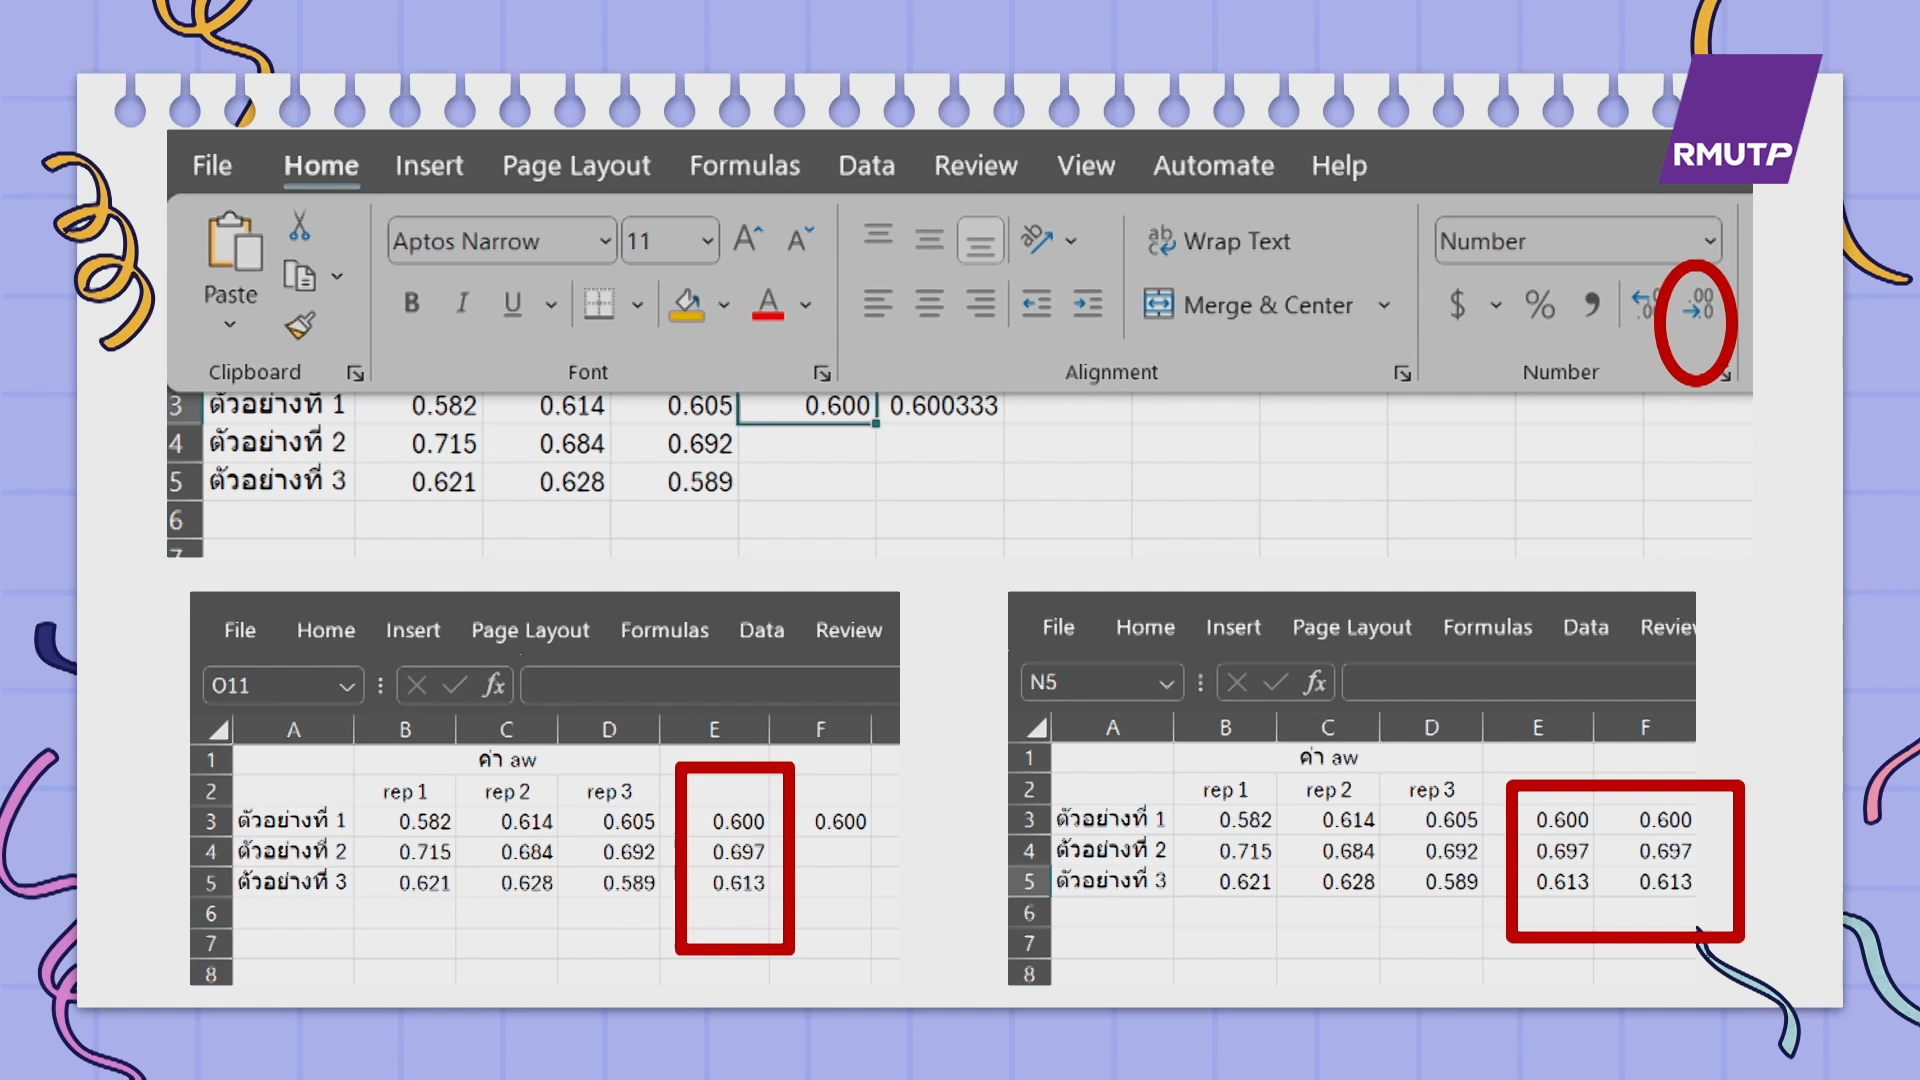 RMUTP
File Home Insert Page Layout Formulas Data Review View Automate Help
Aptos Narrow 11 A A ab Wrap Text Number
Paste B I U A Merge & Center $ % , .00 .00 .0
Clipboard Font Alignment Number
3 ตัวอย่างที่ 1 0.582 0.614 0.605 0.600 0.600333
4 ตัวอย่างที่ 2 0.715 0.684 0.692
5 ตัวอย่างที่ 3 0.621 0.628 0.589
6
7
File Home Insert Page Layout Formulas Data Review
O11 fx
A B C D E F
1 ค่า aw
2 rep 1 rep 2 rep 3
3 ตัวอย่างที่ 1 0.582 0.614 0.605 0.600 0.600
4 ตัวอย่างที่ 2 0.715 0.684 0.692 0.697
5 ตัวอย่างที่ 3 0.621 0.628 0.589 0.613
6
7
8
File Home Insert Page Layout Formulas Data Review
N5 fx
A B C D E F
1 ค่า aw
2 rep 1 rep 2 rep 3
3 ตัวอย่างที่ 1 0.582 0.614 0.605 0.600 0.600
4 ตัวอย่างที่ 2 0.715 0.684 0.692 0.697 0.697
5 ตัวอย่างที่ 3 0.621 0.628 0.589 0.613 0.613
6
7
8